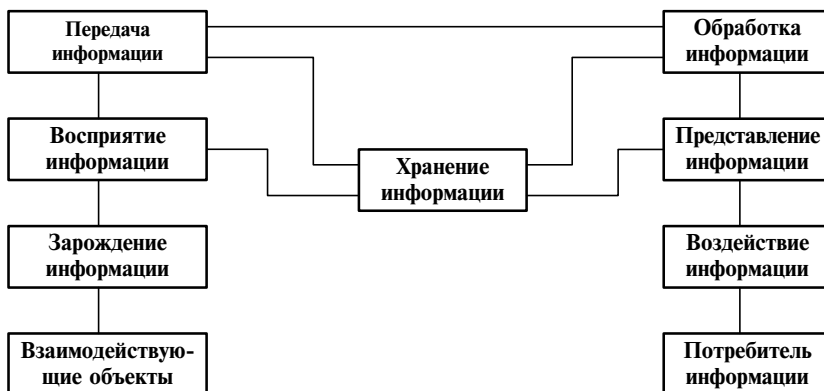 Передача
информации
Обработка
информации
Восприятие
информации
Хранение
информации
Представление
информации
Зарождение
информации
Воздействие
информации
Взаимодействую-
щие объекты
Потребитель
информации